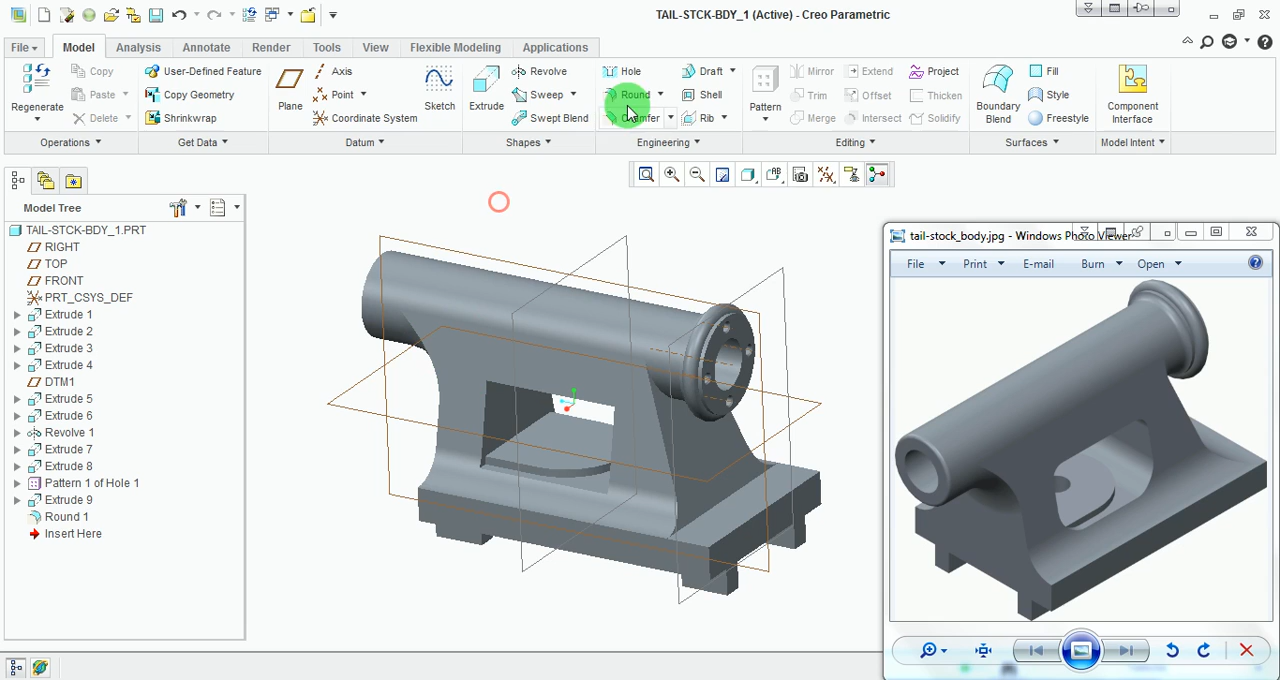 TAIL-STCK-BDY_1 (Active) - Creo Parametric
File
Model
Analysis
Annotate
Render
Tools
View
Flexible Modeling
Applications
Regenerate
Copy
Paste
Delete
User-Defined Feature
Copy Geometry
Shrinkwrap
Plane
Axis
Point
Coordinate System
Sketch
Extrude
Revolve
Sweep
Swept Blend
Hole
Round
Chamfer
Draft
Shell
Rib
Pattern
Mirror
Trim
Merge
Extend
Offset
Intersect
Project
Thicken
Solidify
Boundary
Blend
Fill
Style
Freestyle
Component
Interface
Operations
Get Data
Datum
Shapes
Engineering
Editing
Surfaces
Model Intent
Model Tree
TAIL-STCK-BDY_1.PRT
RIGHT
TOP
FRONT
PRT_CSYS_DEF
Extrude 1
Extrude 2
Extrude 3
Extrude 4
DTM1
Extrude 5
Extrude 6
Revolve 1
Extrude 7
Extrude 8
Pattern 1 of Hole 1
Extrude 9
Round 1
Insert Here
tail-stock_body.jpg - Windows Photo Viewer
File
Print
E-mail
Burn
Open